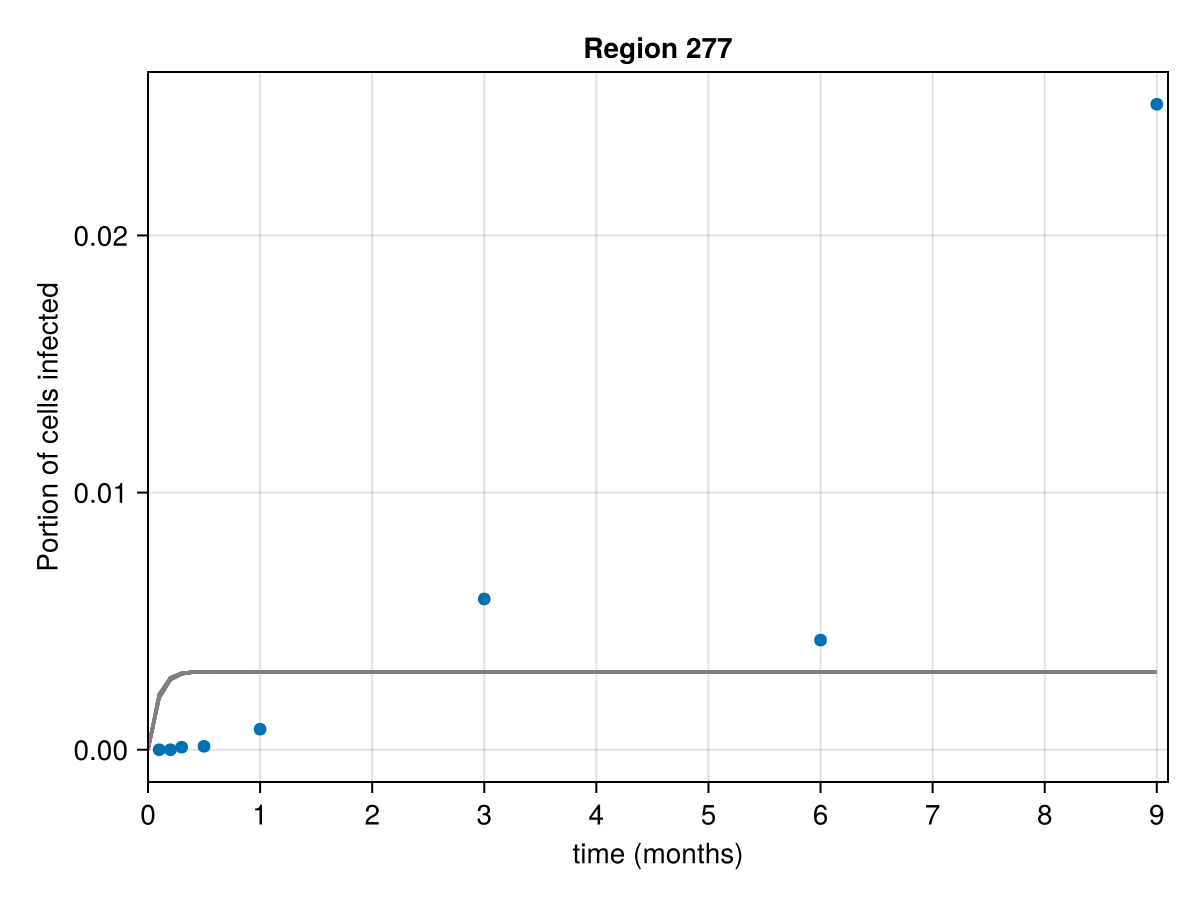 Region 277
0.02
0.01
0.00
Portion of cells infected
0 1 2 3 4 5 6 7 8 9
time (months)